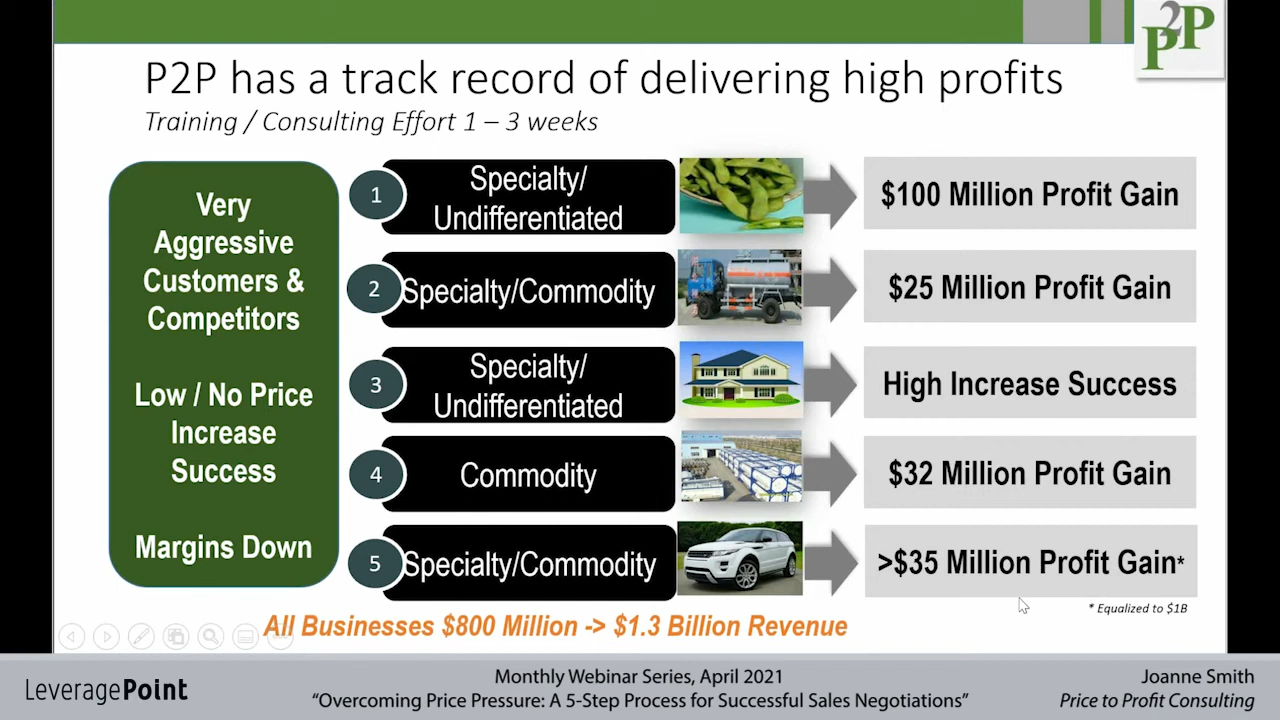 P2P
P2P has a track record of delivering high profits
Training / Consulting Effort 1 – 3 weeks
Very
Aggressive
Customers &
Competitors
Low / No Price
Increase
Success
Margins Down
1
Specialty/
Undifferentiated
$100 Million Profit Gain
2
Specialty/Commodity
$25 Million Profit Gain
3
Specialty/
Undifferentiated
High Increase Success
4
Commodity
$32 Million Profit Gain
5
Specialty/Commodity
>$35 Million Profit Gain*
* Equalized to $1B
All Businesses $800 Million -> $1.3 Billion Revenue
LeveragePoint
Monthly Webinar Series, April 2021
“Overcoming Price Pressure: A 5-Step Process for Successful Sales Negotiations”
Joanne Smith
Price to Profit Consulting